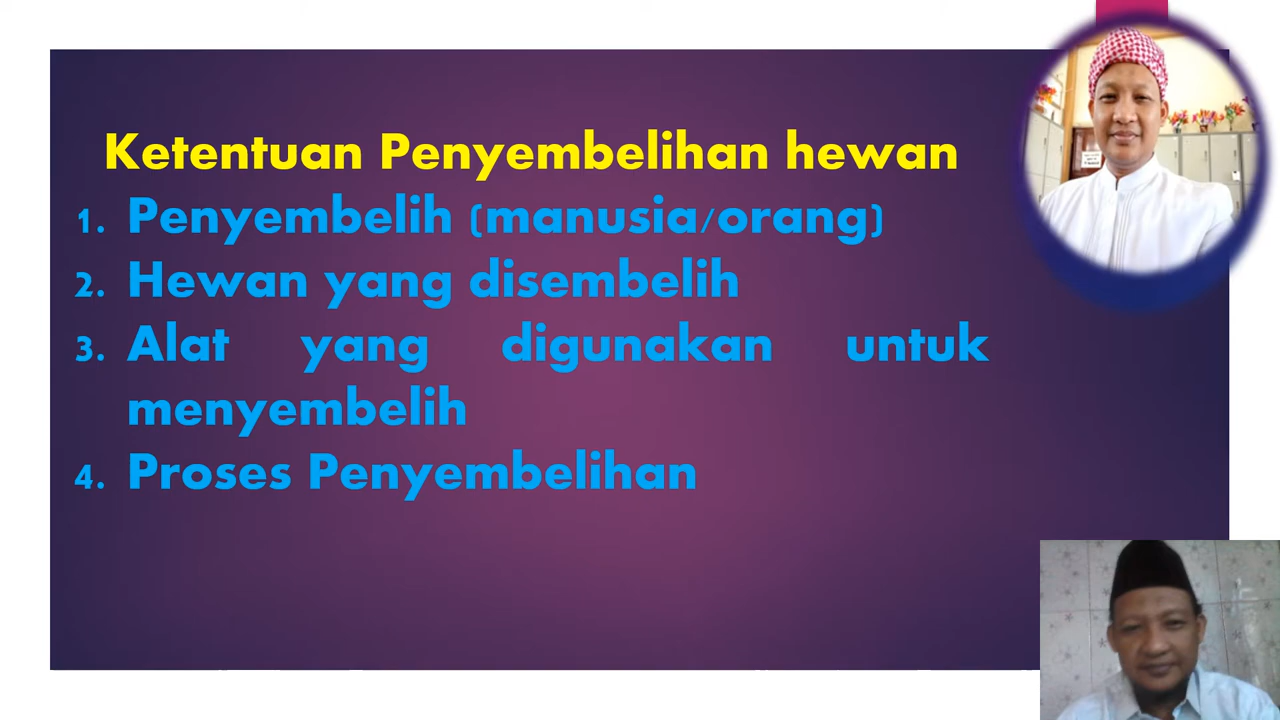 Ketentuan Penyembelihan hewan
1. Penyembelih (manusia/orang)
2. Hewan yang disembelih
3. Alat yang digunakan untuk
menyembelih
4. Proses Penyembelihan